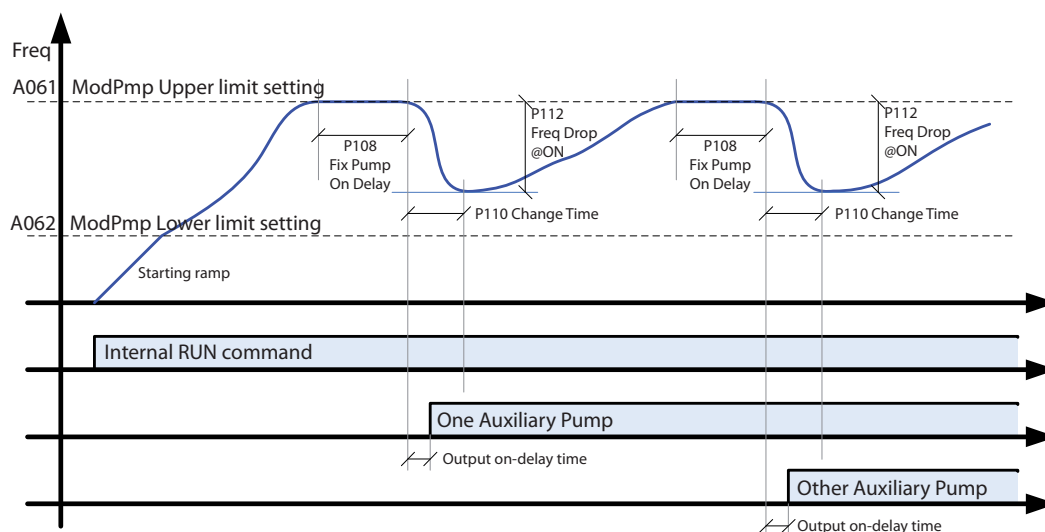 Freq
A061 ModPmp Upper limit setting
P108
Fix Pump
On Delay
P112
Freq Drop
@ON
P108
Fix Pump
On Delay
P112
Freq Drop
@ON
P110 Change Time
P110 Change Time
A062 ModPmp Lower limit setting
Starting ramp
Internal RUN command
One Auxiliary Pump
Output on-delay time
Other Auxiliary Pump
Output on-delay time